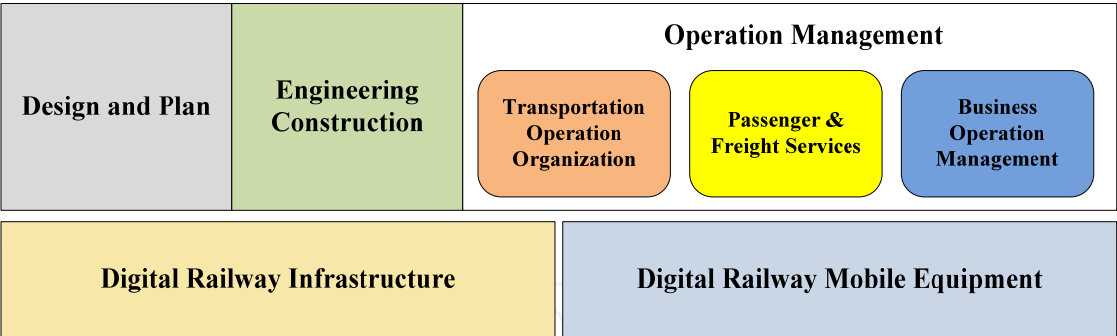 Design and Plan
Engineering
Construction
Operation Management
Transportation
Operation
Organization
Passenger &
Freight Services
Business
Operation
Management
Digital Railway Infrastructure
Digital Railway Mobile Equipment